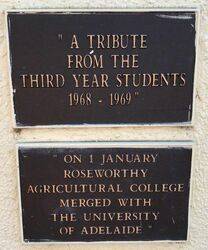 " A TRIBUTE
FROM THE
THIRD YEAR STUDENTS
1968 - 1969 "
" ON 1 JANUARY
ROSEWORTHY
AGRICULTURAL COLLEGE
MERGED WITH
THE UNIVERSITY
OF ADELAIDE "